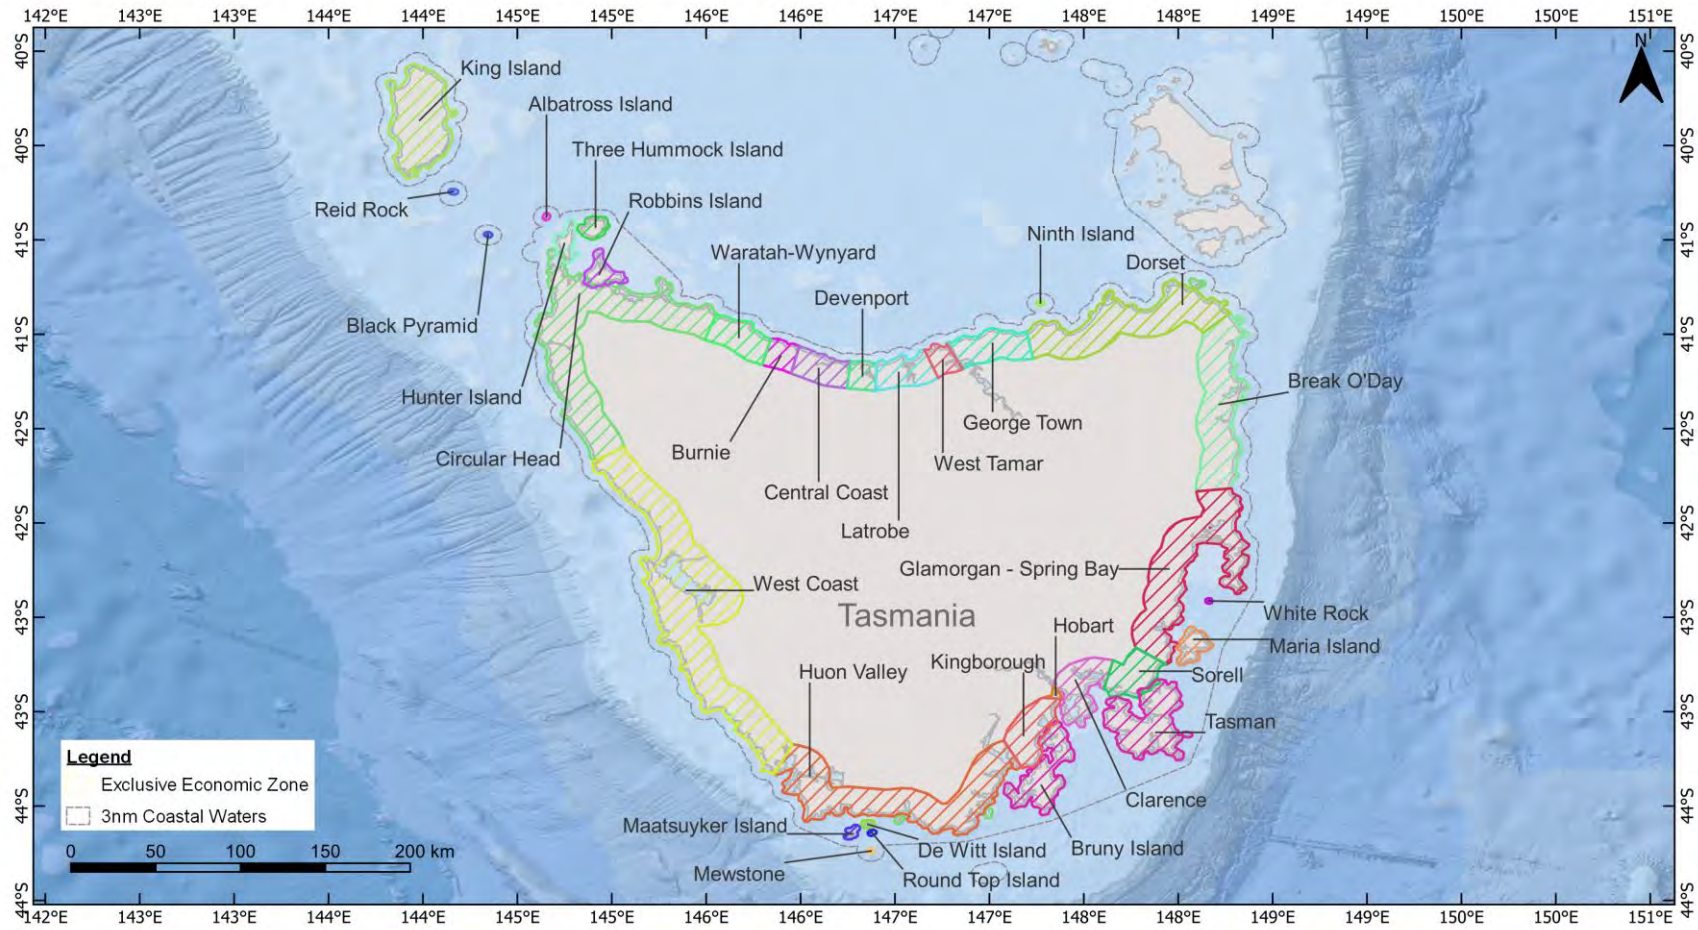 142°E 143°E 143°E 144°E 144°E 145°E 145°E 146°E 146°E 147°E 147°E 148°E 148°E 149°E 149°E 150°E 150°E 151°E
40°S 40°S
N
King Island
Albatross Island
Three Hummock Island
40°S 40°S
Robbins Island
Reid Rock
Ninth Island
41°S 41°S
Waratah-Wynyard
Dorset
Devenport
Black Pyramid
41°S 41°S
Break O'Day
Hunter Island
George Town
42°S 42°S
Burnie
Circular Head
West Tamar
Central Coast
42°S 42°S
Latrobe
Glamorgan - Spring Bay
West Coast
White Rock
Tasmania
43°S 43°S
Hobart
Maria Island
Kingborough
Huon Valley
Sorell
43°S 43°S
Tasman
Legend
Exclusive Economic Zone
3nm Coastal Waters
Clarence
44°S 44°S
Maatsuyker Island
Bruny Island
De Witt Island
0 50 100 150 200 km
Mewstone
Round Top Island
44°S 44°S
142°E 143°E 143°E 144°E 144°E 145°E 145°E 146°E 146°E 147°E 147°E 148°E 148°E 149°E 149°E 150°E 150°E 151°E